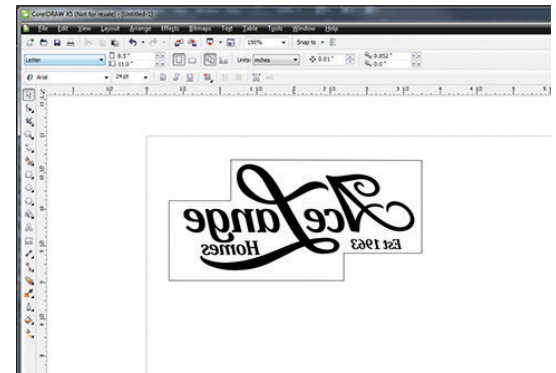 CorelDRAW X5 (Not for resale) - [Untitled-1]
File Edit View Layout Arrange Effects Bitmaps Text Table Tools Window Help
150% Snap to
Letter 8.5" 11.0" Units: inches 0.01" 0.852" 0.0"
Arial 24 pt
Ace Lange
Est 1963 Homes